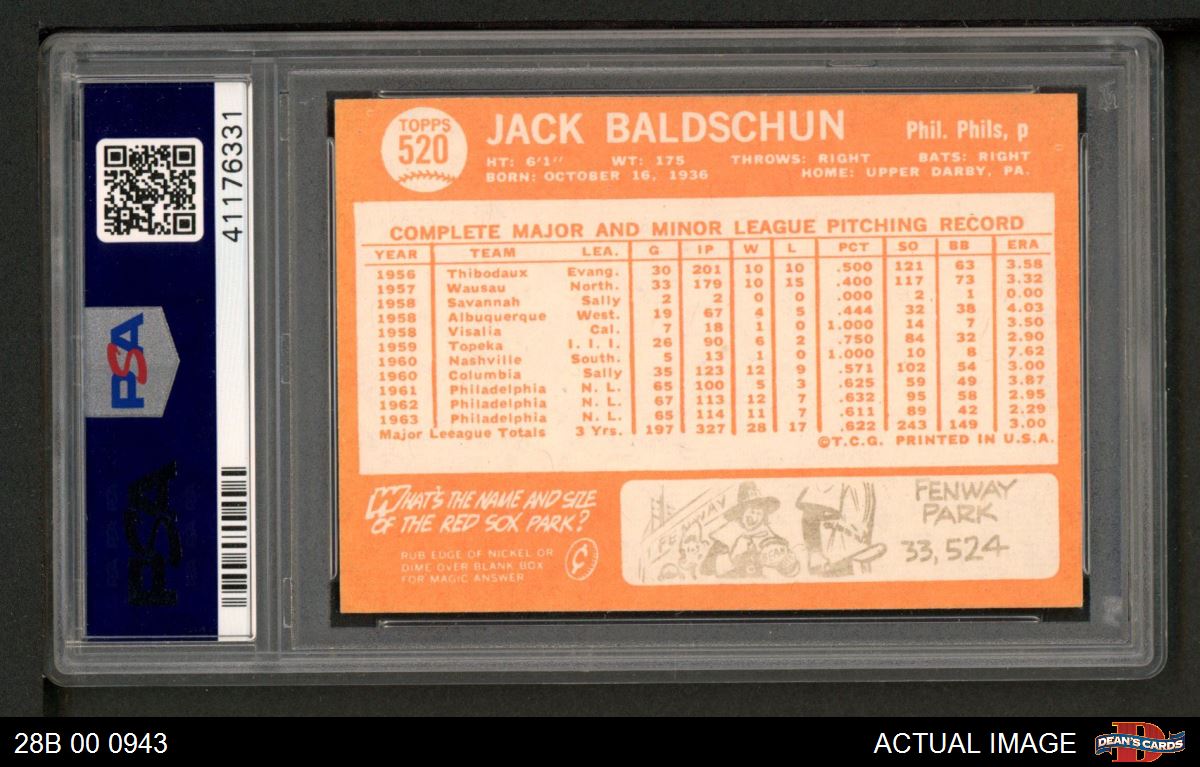 41176331
PSA
PSA
TOPPS
520
JACK BALDSCHUN
Phil. Phils, p
HT: 6'1" WT: 175 THROWS: RIGHT BATS: RIGHT
BORN: OCTOBER 16, 1936 HOME: UPPER DARBY, PA.
COMPLETE MAJOR AND MINOR LEAGUE PITCHING RECORD
YEAR TEAM LEA. G IP W L PCT SO BB ERA
1956 Thibodaux Evang. 30 201 10 10 .500 121 63 3.58
1957 Wausau North. 33 179 10 15 .400 117 73 3.32
1958 Savannah Sally 2 2 0 0 .000 2 1 0.00
1958 Albuquerque West. 19 67 4 5 .444 32 38 4.03
1958 Visalia Cal. 7 18 1 0 1.000 14 7 3.50
1959 Topeka I. I. I. 26 90 6 2 .750 84 32 2.90
1960 Nashville South. 5 13 1 0 1.000 10 8 7.62
1960 Columbia Sally 35 123 12 9 .571 102 54 3.00
1961 Philadelphia N. L. 65 100 5 3 .625 59 49 3.87
1962 Philadelphia N. L. 67 113 12 7 .632 95 58 2.95
1963 Philadelphia N. L. 65 114 11 7 .611 89 42 2.29
Major Leeague Totals 3 Yrs. 197 327 28 17 .622 243 149 3.00
©T.C.G. PRINTED IN U.S.A.
WHAT'S THE NAME AND SIZE
OF THE RED SOX PARK?
RUB EDGE OF NICKEL OR
DIME OVER BLANK BOX
FOR MAGIC ANSWER
FENWAY
PARK
33,524
28B 00 0943
ACTUAL IMAGE
DEAN'S CARDS